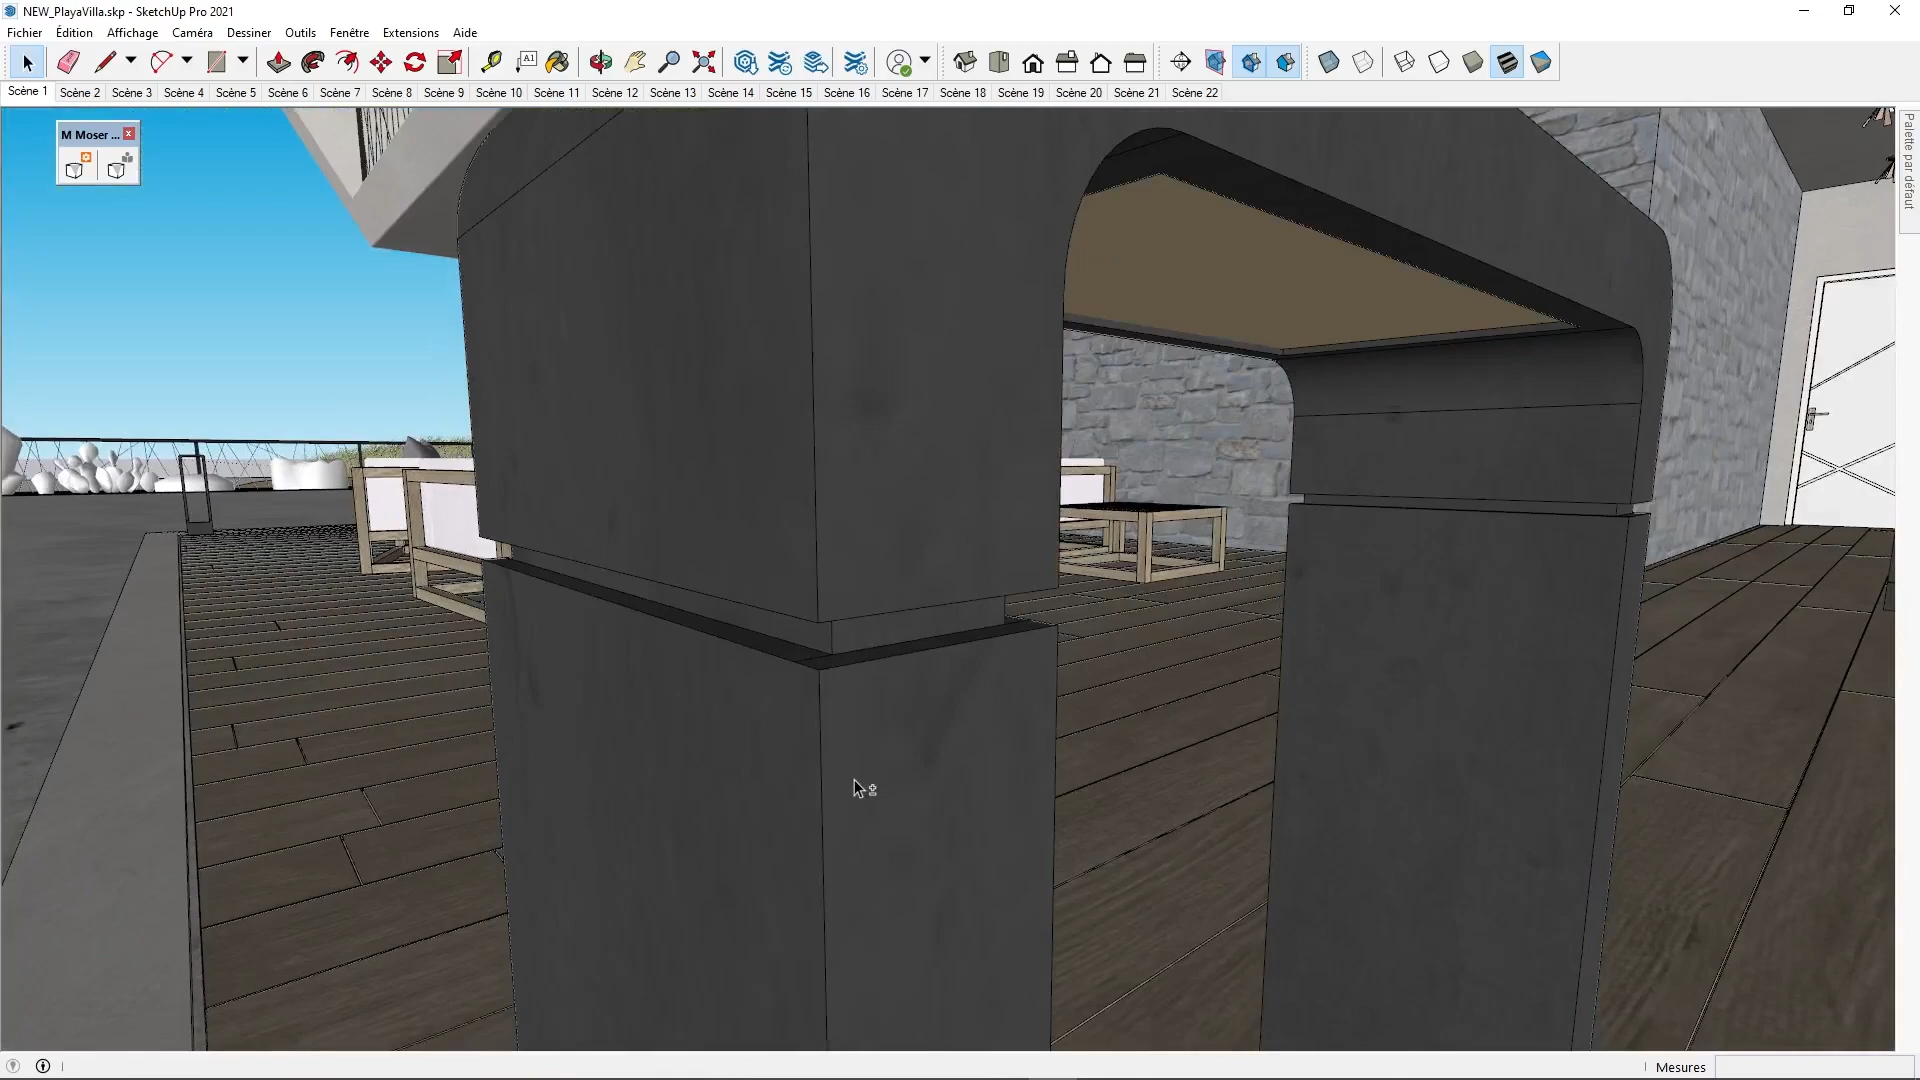 NEW_PlayaVilla.skp - SketchUp Pro 2021
Fichier Édition Affichage Caméra Dessiner Outils Fenêtre Extensions Aide
A1
Scène 1 Scène 2 Scène 3 Scène 4 Scène 5 Scène 6 Scène 7 Scène 8 Scène 9 Scène 10 Scène 11 Scène 12 Scène 13 Scène 14 Scène 15 Scène 16 Scène 17 Scène 18 Scène 19 Scène 20 Scène 21 Scène 22
M Moser ...
Palette par défaut
Mesures